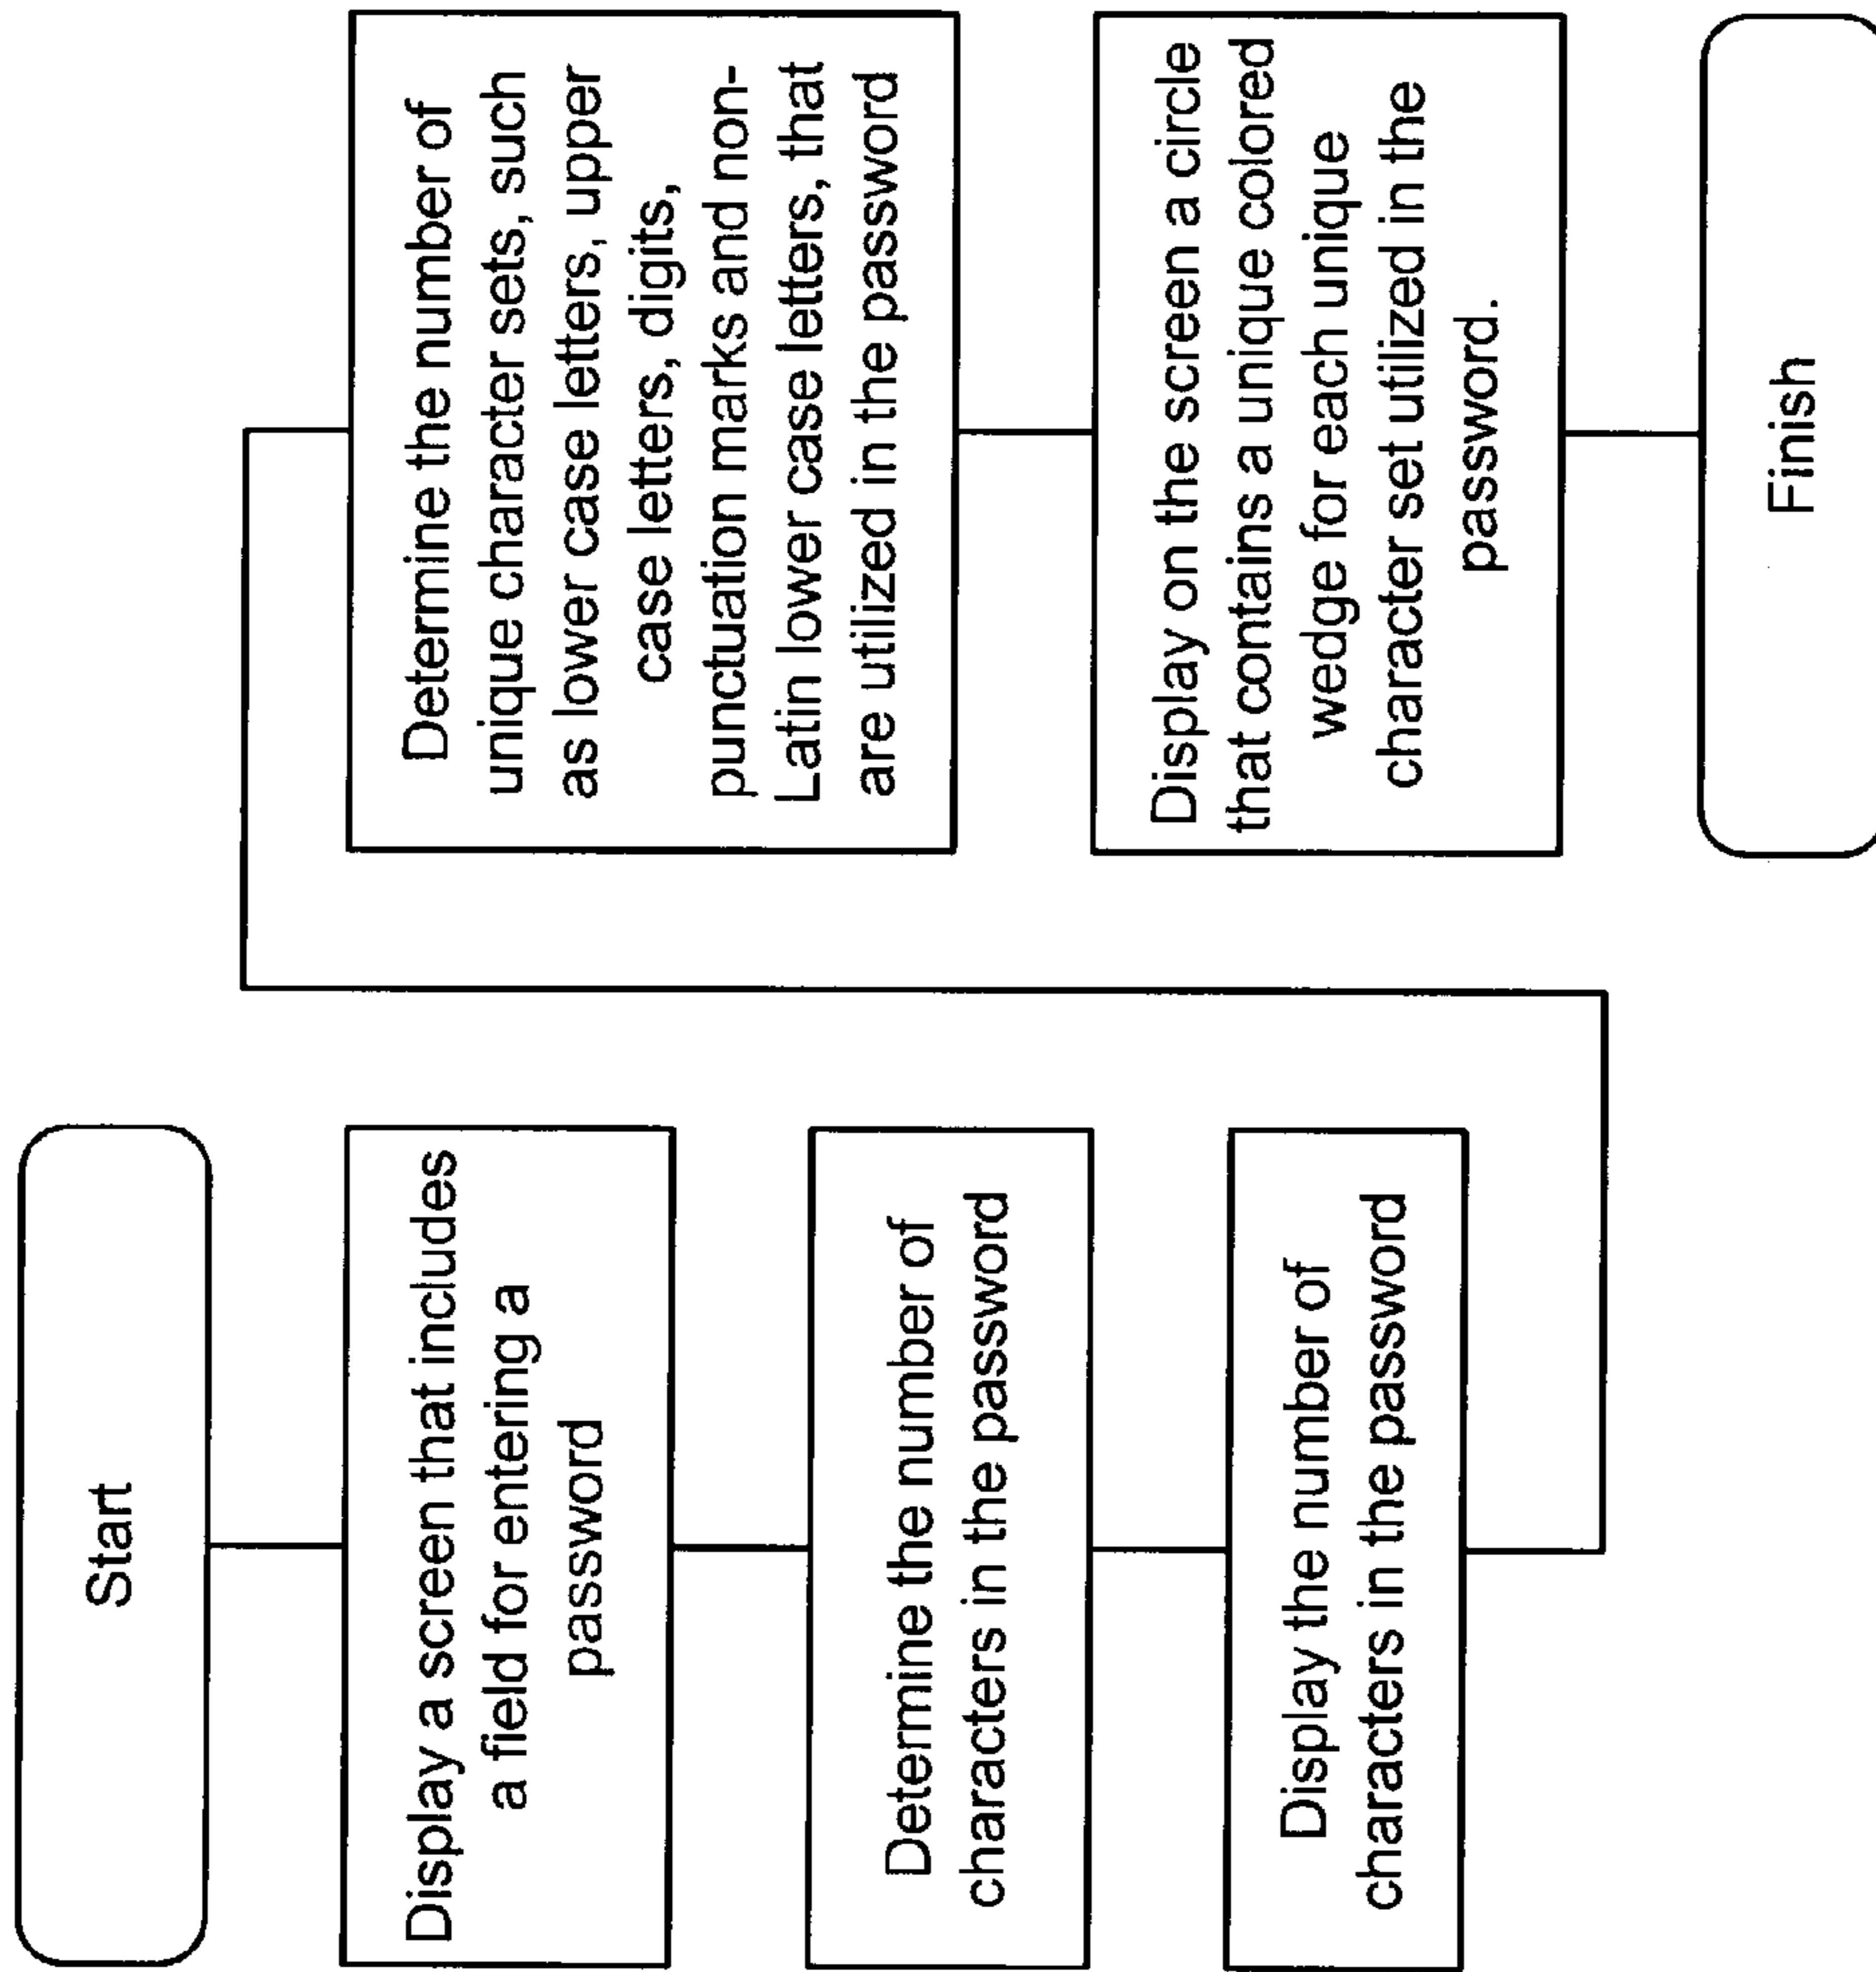 Start
Display a screen that includes
a field for entering a
password
Determine the number of
characters in the password
Display the number of
characters in the password
Determine the number of
unique character sets, such
as lower case letters, upper
case letters, digits,
punctuation marks and non-
Latin lower case letters, that
are utilized in the password
Display on the screen a circle
that contains a unique colored
wedge for each unique
character set utilized in the
password.
Finish